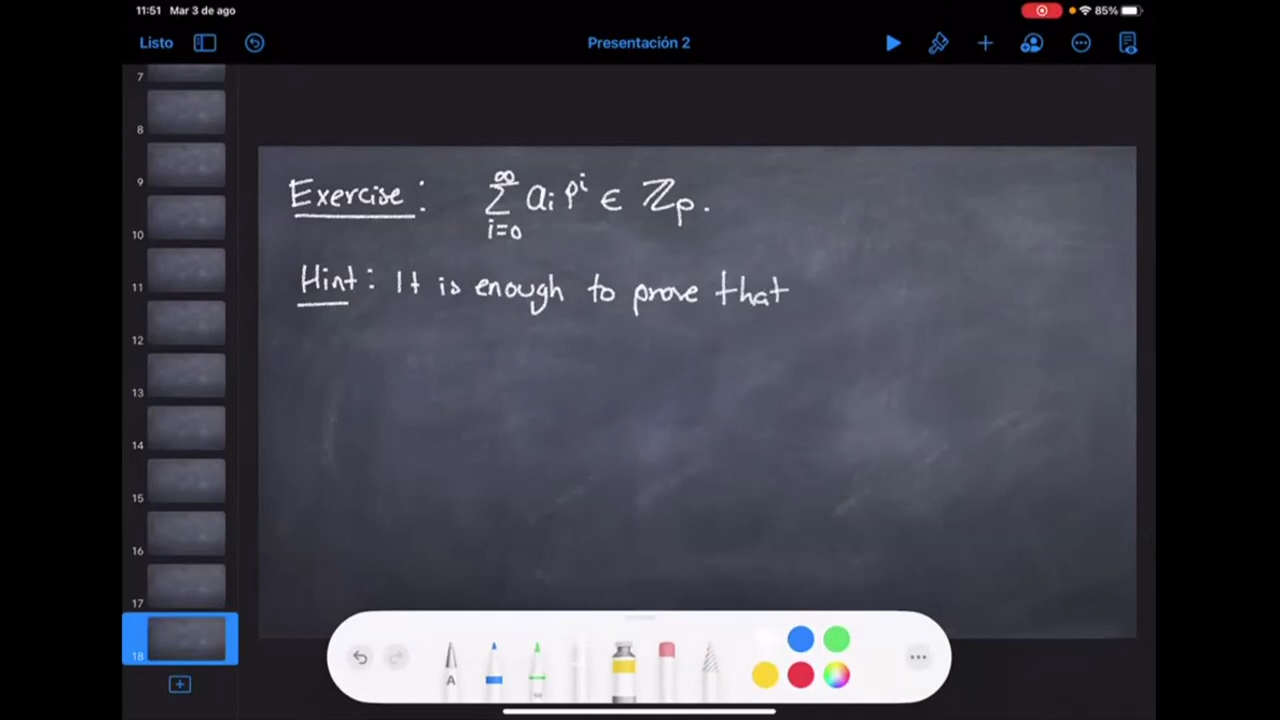 11:51 Mar 3 de ago 85%
Listo Presentación 2
7
8
9
10
11
12
13
14
15
16
17
18
Exercise: ∑_{i=0}^{∞} a_i p^i ∈ ℤ_p.
Hint: It is enough to prove that
A